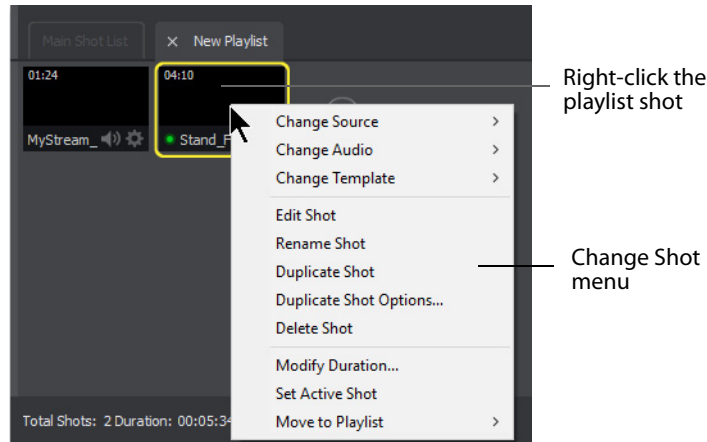 Main Shot List
× New Playlist
01:24
04:10
MyStream_
Stand_F
Right-click the
playlist shot
Change Source
Change Audio
Change Template
Edit Shot
Rename Shot
Duplicate Shot
Duplicate Shot Options...
Delete Shot
Modify Duration...
Set Active Shot
Move to Playlist
Change Shot
menu
Total Shots: 2 Duration: 00:05:34